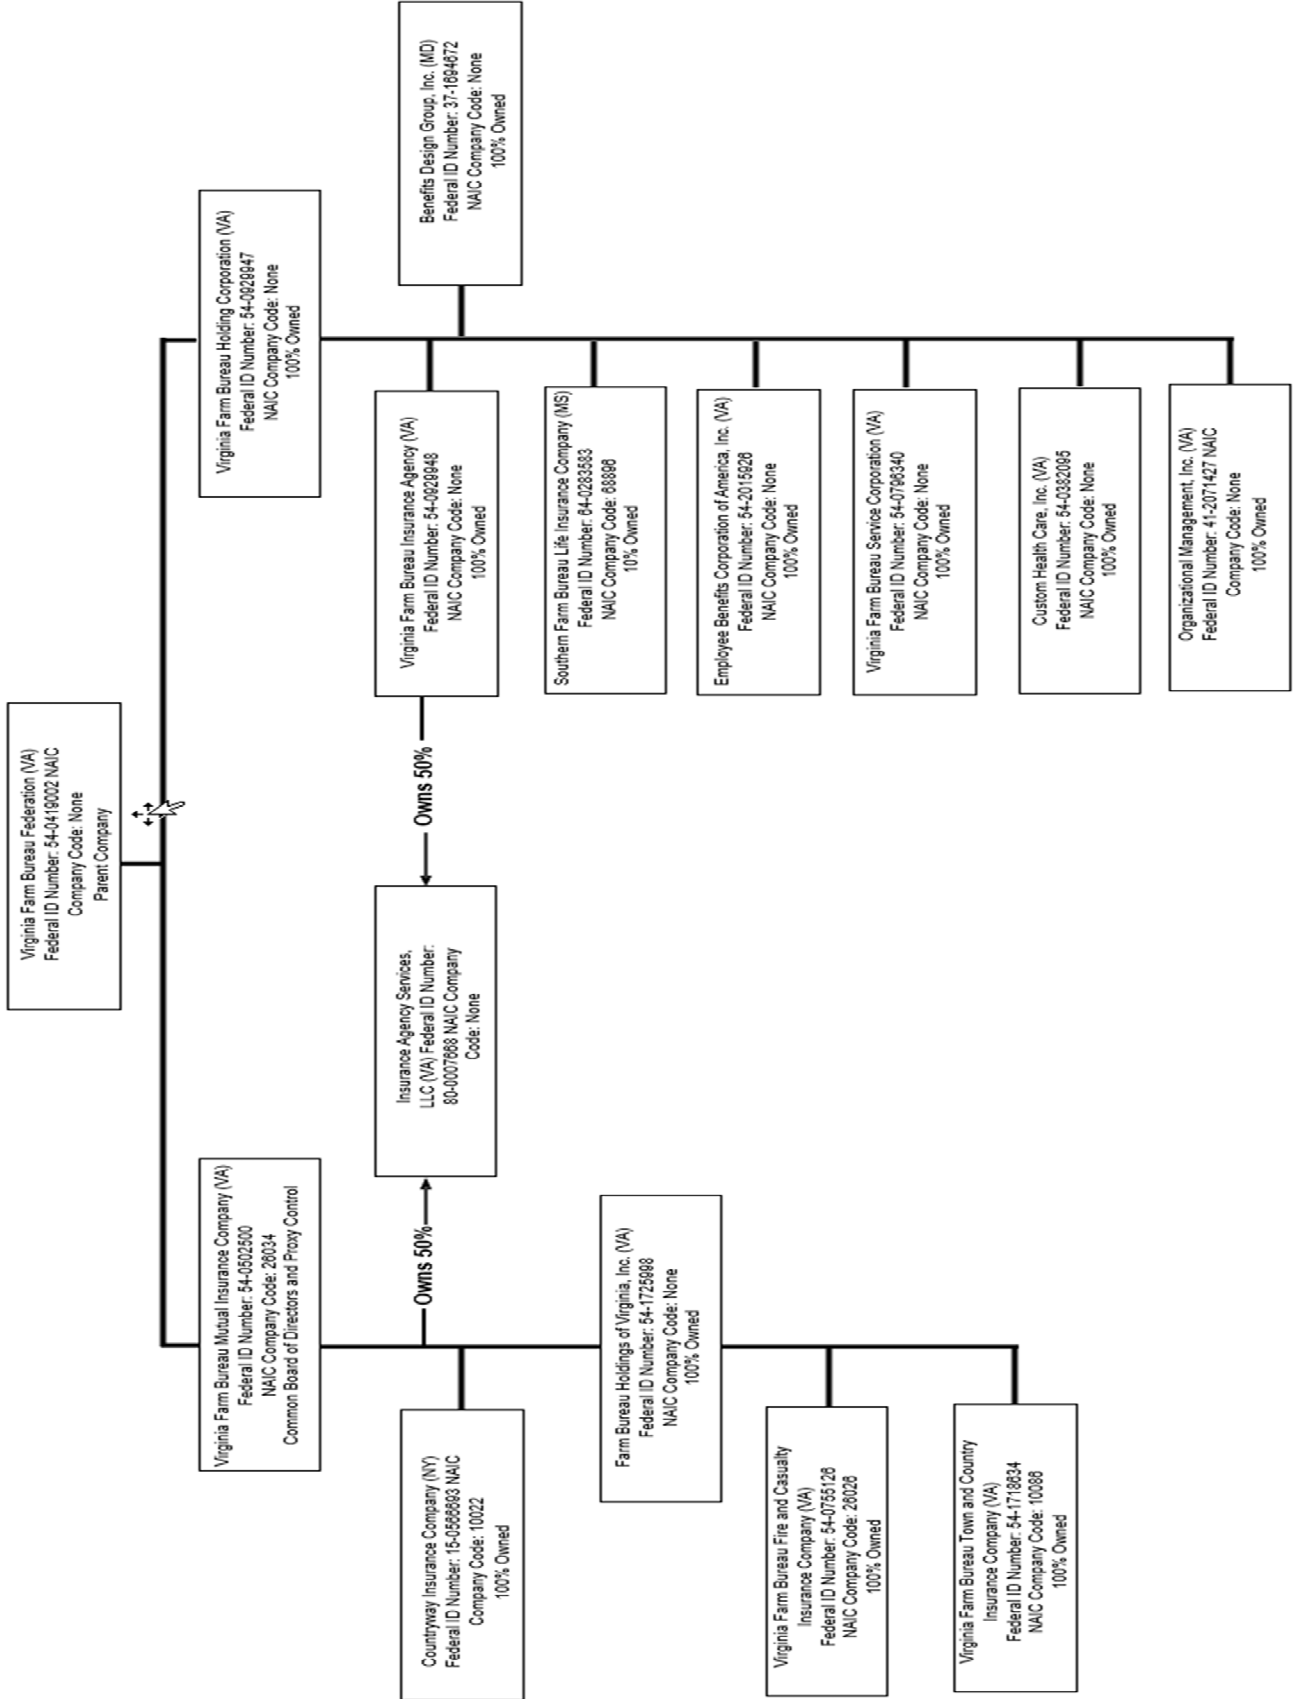 Virginia Farm Bureau Federation (VA)
Federal ID Number: 54-0419002 NAIC
Company Code: None
Parent Company
Virginia Farm Bureau Mutual Insurance Company (VA)
Federal ID Number: 54-0502500
NAIC Company Code: 26034
Common Board of Directors and Proxy Control
Virginia Farm Bureau Holding Corporation (VA)
Federal ID Number: 54-0929947
NAIC Company Code: None
100% Owned
Countryway Insurance Company (NY)
Federal ID Number: 15-0566693 NAIC
Company Code: 10022
100% Owned
Owns 50%
Insurance Agency Services,
LLC (VA) Federal ID Number:
80-0007668 NAIC Company
Code: None
Owns 50%
Virginia Farm Bureau Insurance Agency (VA)
Federal ID Number: 54-0929948
NAIC Company Code: None
100% Owned
Benefits Design Group, Inc. (MD)
Federal ID Number: 37-1694672
NAIC Company Code: None
100% Owned
Farm Bureau Holdings of Virginia, Inc. (VA)
Federal ID Number: 54-1725998
NAIC Company Code: None
100% Owned
Southern Farm Bureau Life Insurance Company (MS)
Federal ID Number: 64-0283583
NAIC Company Code: 68896
10% Owned
Employee Benefits Corporation of America, Inc. (VA)
Federal ID Number: 54-2015926
NAIC Company Code: None
100% Owned
Virginia Farm Bureau Fire and Casualty
Insurance Company (VA)
Federal ID Number: 54-0755126
NAIC Company Code: 26026
100% Owned
Virginia Farm Bureau Service Corporation (VA)
Federal ID Number: 54-0796340
NAIC Company Code: None
100% Owned
Virginia Farm Bureau Town and Country
Insurance Company (VA)
Federal ID Number: 54-1718634
NAIC Company Code: 10086
100% Owned
Custom Health Care, Inc. (VA)
Federal ID Number: 54-0382095
NAIC Company Code: None
100% Owned
Organizational Management, Inc. (VA)
Federal ID Number: 41-2071427 NAIC
Company Code: None
100% Owned